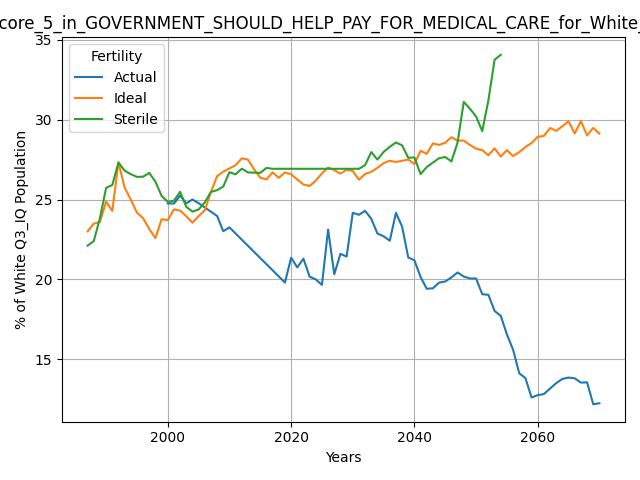 core_5_in_GOVERNMENT_SHOULD_HELP_PAY_FOR_MEDICAL_CARE_for_White_
Fertility
Actual
Ideal
Sterile
% of White Q3_IQ Population
35
30
25
20
15
2000
2020
2040
2060
Years